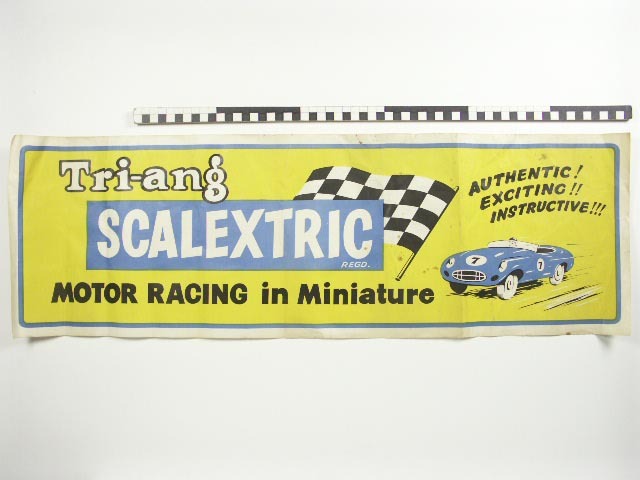 Tri-ang
SCALEXTRIC
REGD.
MOTOR RACING in Miniature
AUTHENTIC!
EXCITING!!
INSTRUCTIVE!!!
7
7